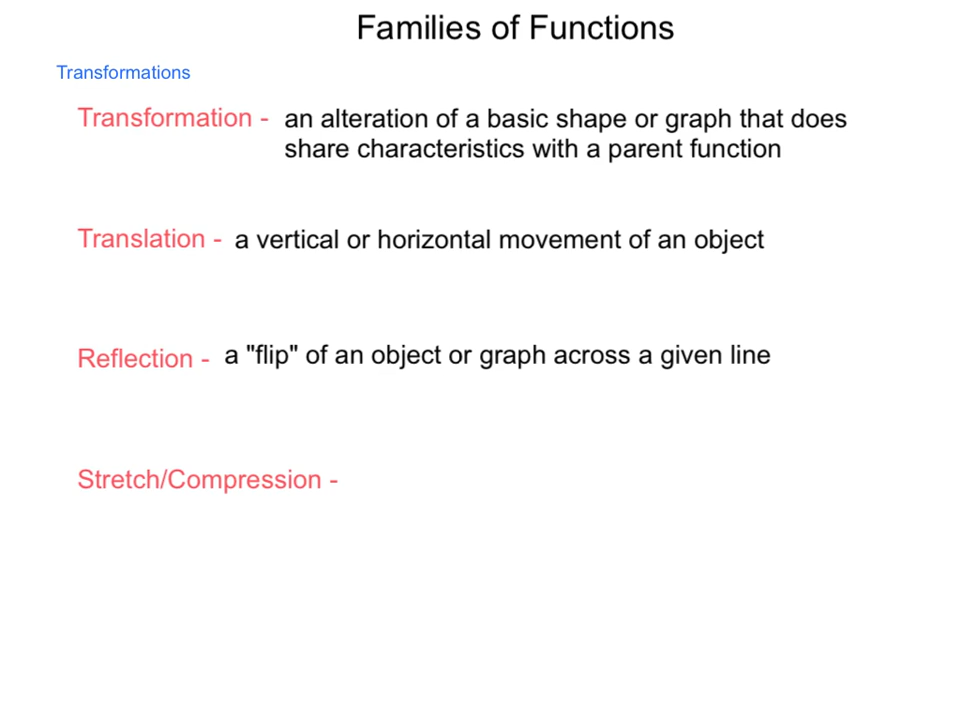 Families of Functions
Transformations
Transformation - an alteration of a basic shape or graph that does
share characteristics with a parent function
Translation - a vertical or horizontal movement of an object
Reflection - a "flip" of an object or graph across a given line
Stretch/Compression -